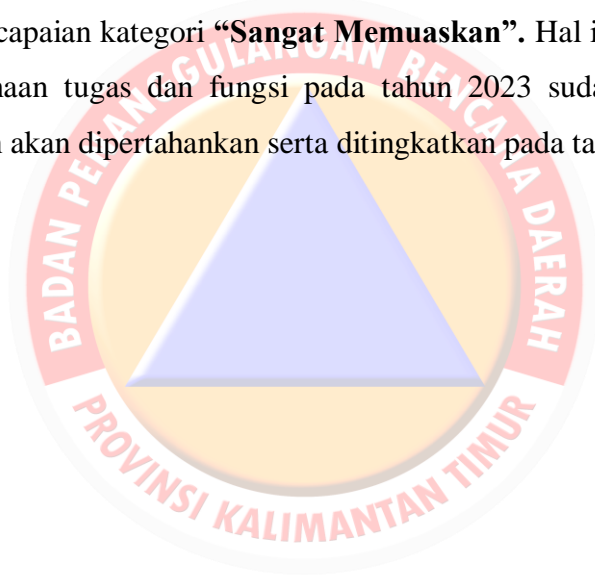 capaian kategori “Sangat Memuaskan”. Hal i
naan tugas dan fungsi pada tahun 2023 suda
akan dipertahankan serta ditingkatkan pada ta
BADAN PENANGGULANGAN BENCANA DAERAH
PROVINSI KALIMANTAN TIMUR